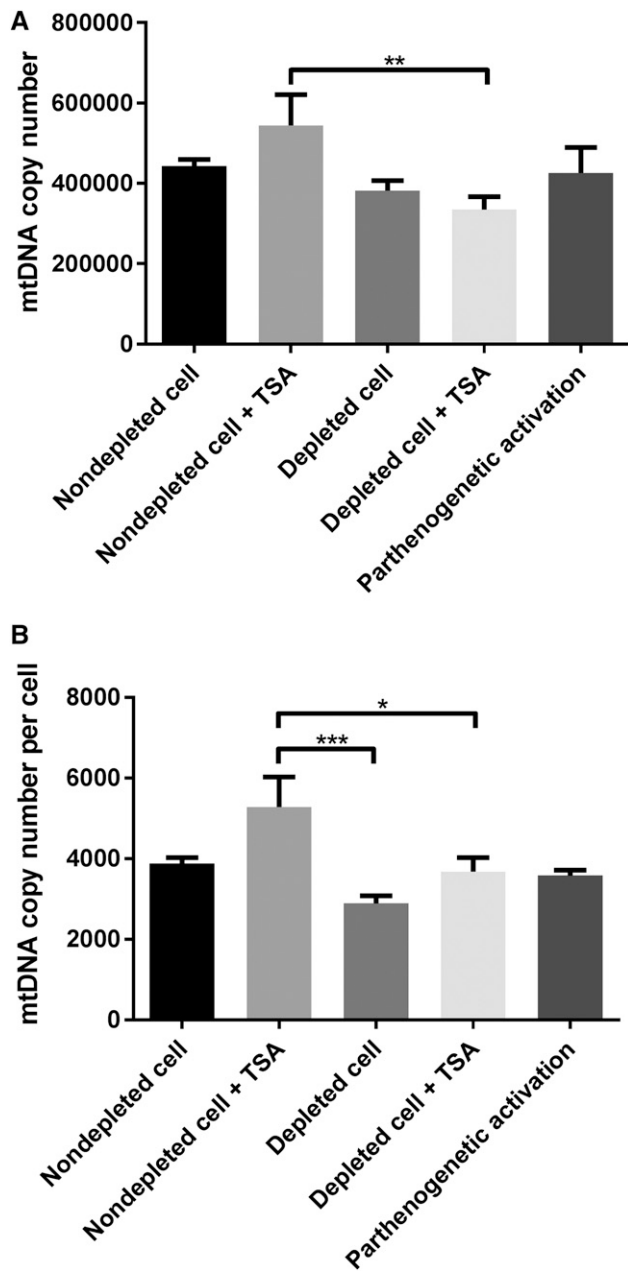 A
mtDNA copy number
800000
600000
400000
200000
0
**
Nondepleted cell
Nondepleted cell + TSA
Depleted cell
Depleted cell + TSA
Parthenogenetic activation
B
mtDNA copy number per cell
8000
6000
4000
2000
0
*
***
Nondepleted cell
Nondepleted cell + TSA
Depleted cell
Depleted cell + TSA
Parthenogenetic activation